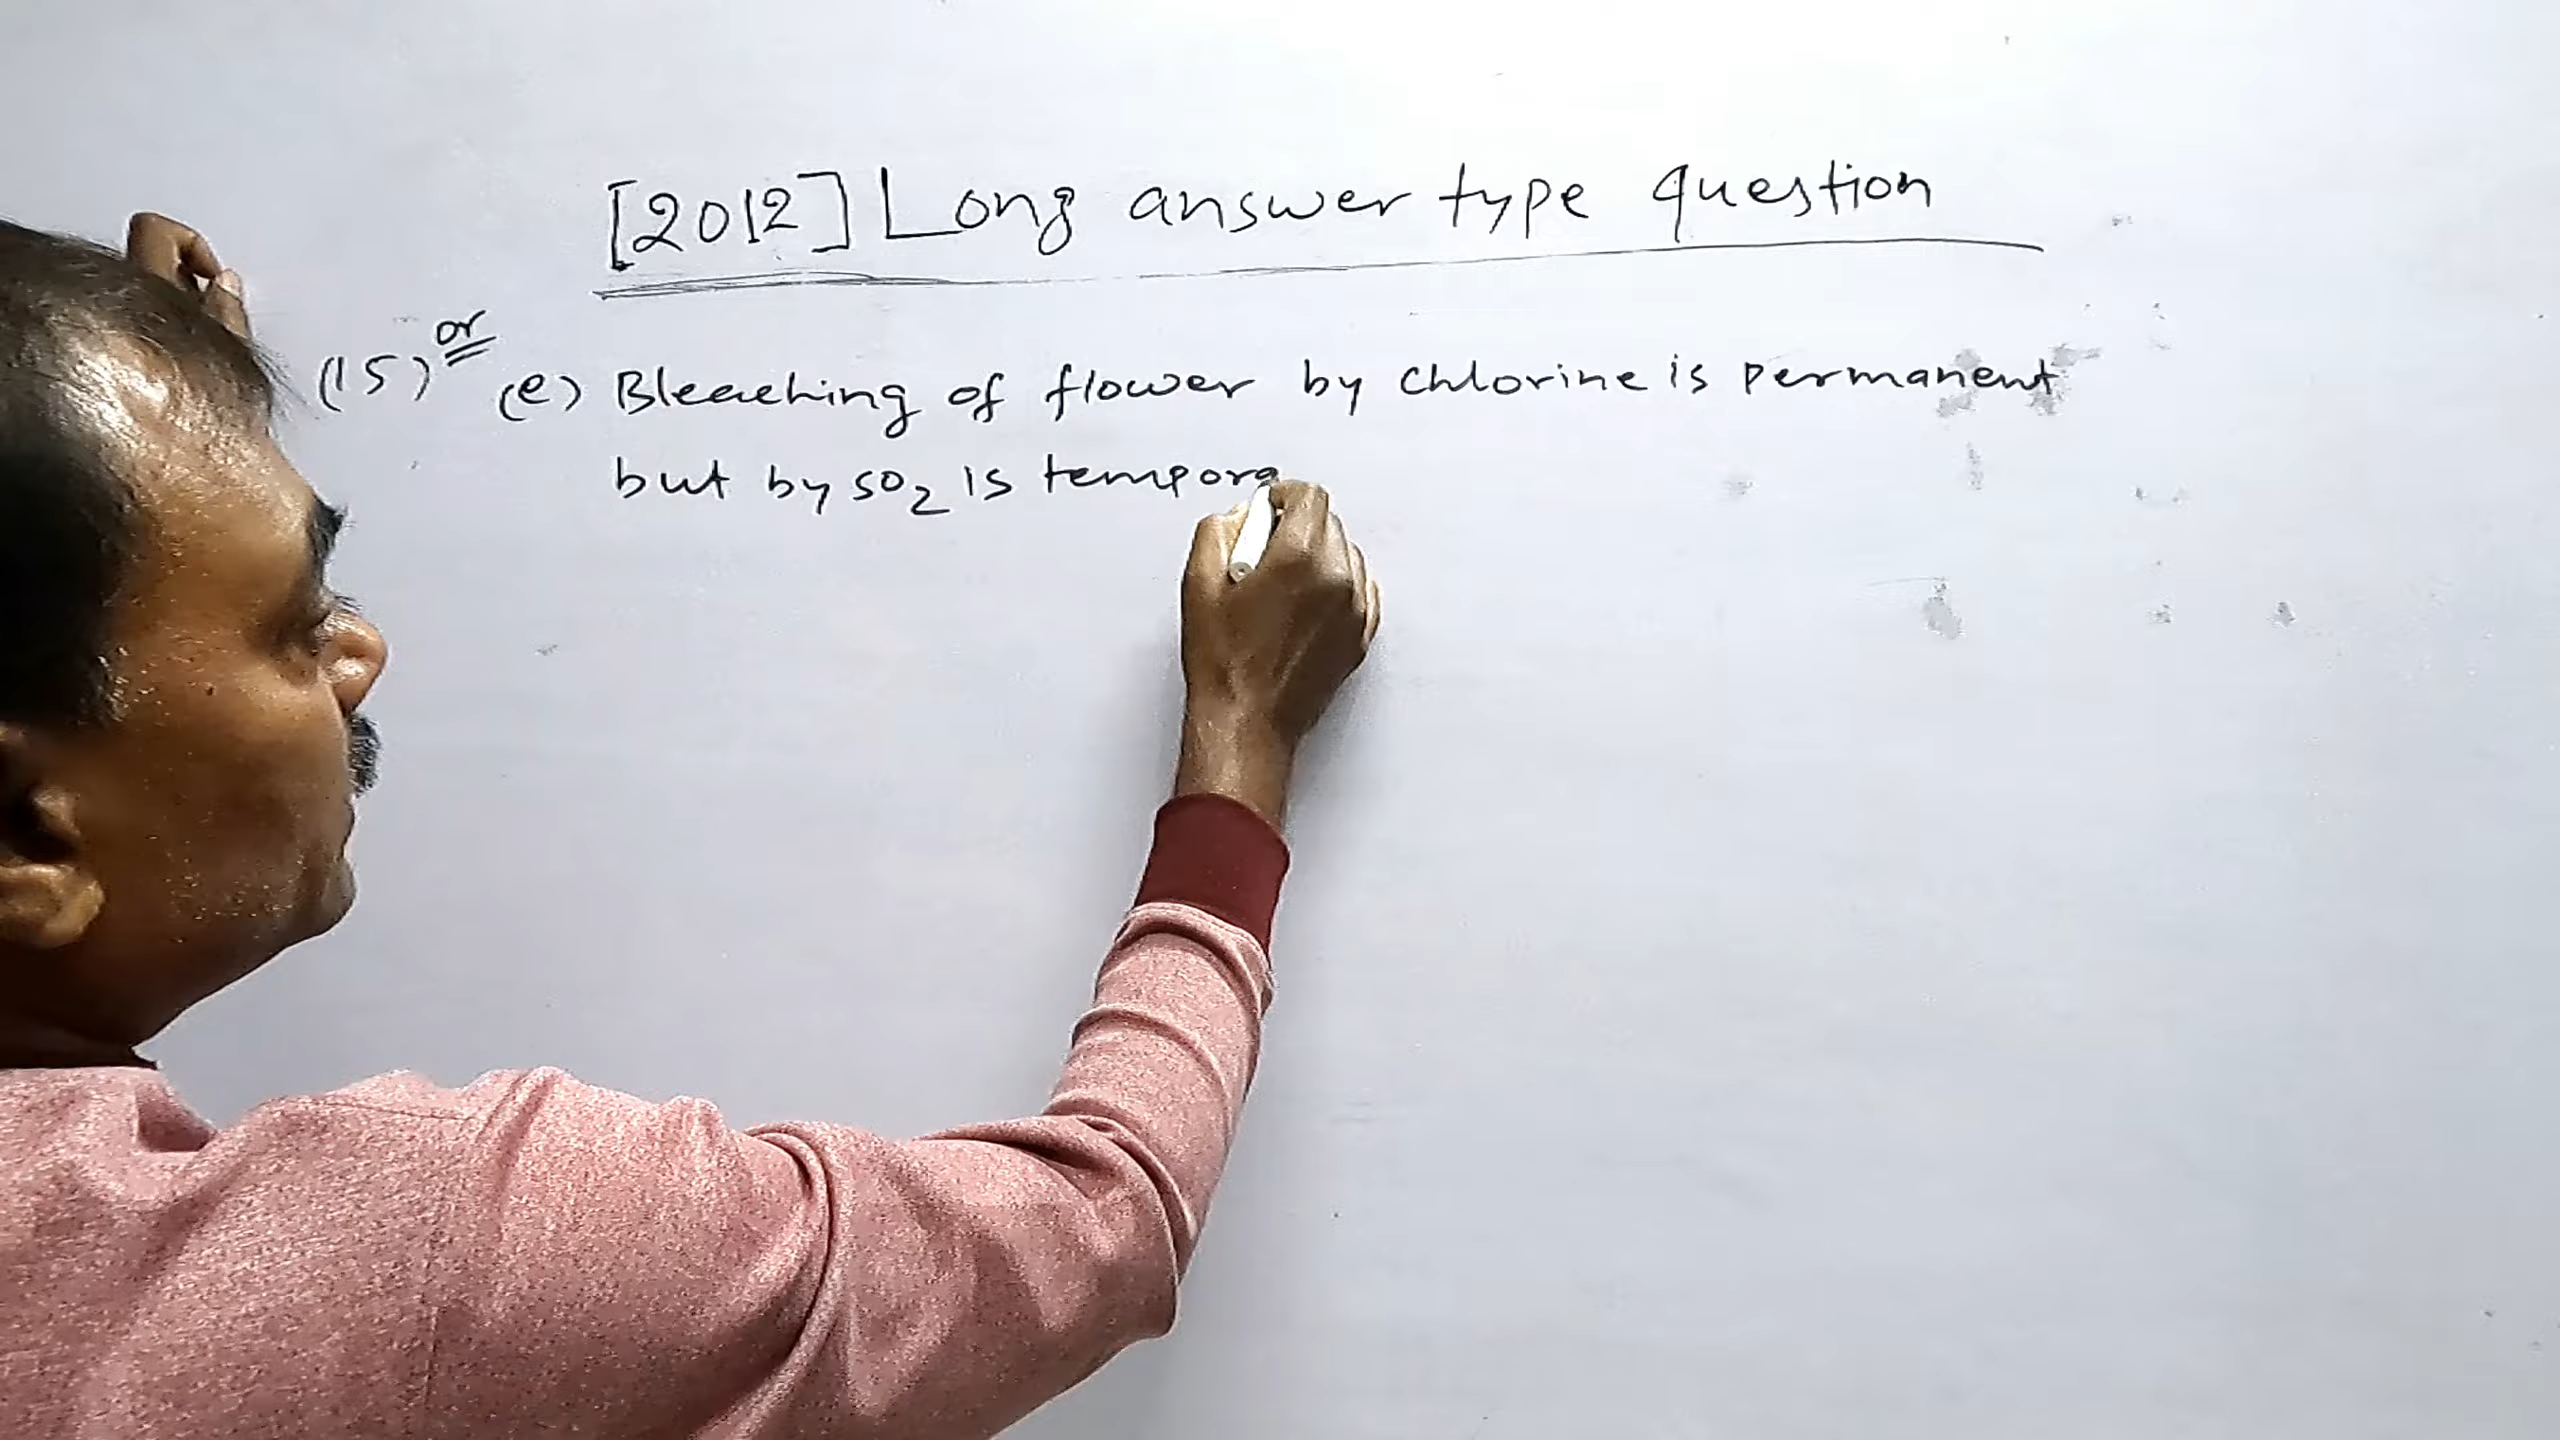 [2012] Long answer type question
(15) or (e) Bleaching of flower by chlorine is permanent
but by SO2 is tempora